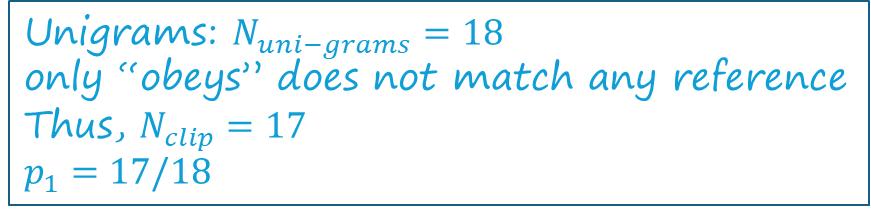 Unigrams: N_{uni-grams} = 18
only “obeys” does not match any reference
Thus, N_{clip} = 17
p_1 = 17/18